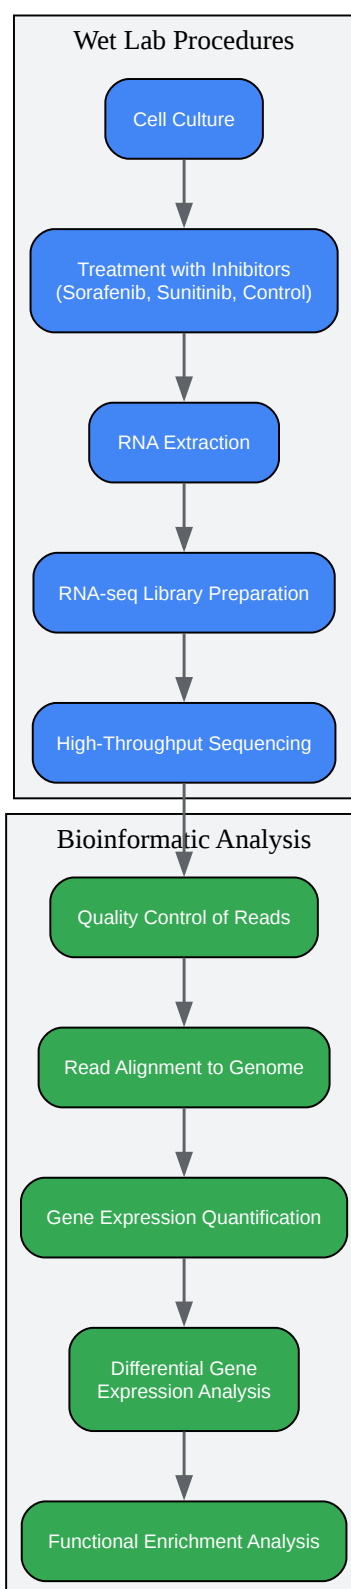 Wet Lab Procedures
Cell Culture
Treatment with Inhibitors
(Sorafenib, Sunitinib, Control)
RNA Extraction
RNA-seq Library Preparation
High-Throughput Sequencing
Bioinformatic Analysis
Quality Control of Reads
Read Alignment to Genome
Gene Expression Quantification
Differential Gene
Expression Analysis
Functional Enrichment Analysis